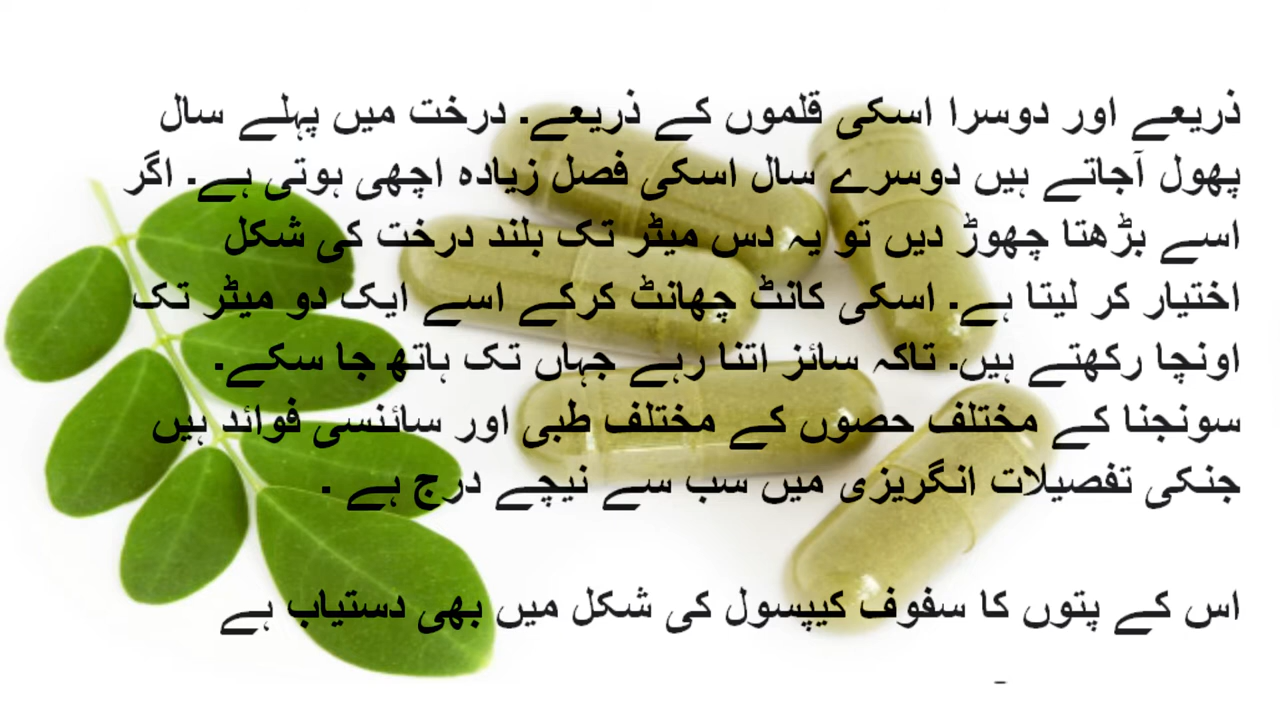 ذریعے اور دوسرا اسکی قلموں کے ذریعے۔ درخت میں پہلے سال
پھول آجاتے ہیں دوسرے سال اسکی فصل زیادہ اچھی ہوتی ہے۔ اگر
اسے بڑھتا چھوڑ دیں تو یہ دس میٹر تک بلند درخت کی شکل
اختیار کر لیتا ہے۔ اسکی کانٹ چھانٹ کرکے اسے ایک دو میٹر تک
اونچا رکھتے ہیں۔ تاکہ سائز اتنا رہے جہاں تک ہاتھ جا سکے۔
سونجنا کے مختلف حصوں کے مختلف طبی اور سائنسی فوائد ہیں
جنکی تفصیلات انگریزی میں سب سے نیچے درج ہے ۔
اس کے پتوں کا سفوف کیپسول کی شکل میں بھی دستیاب ہے
۔